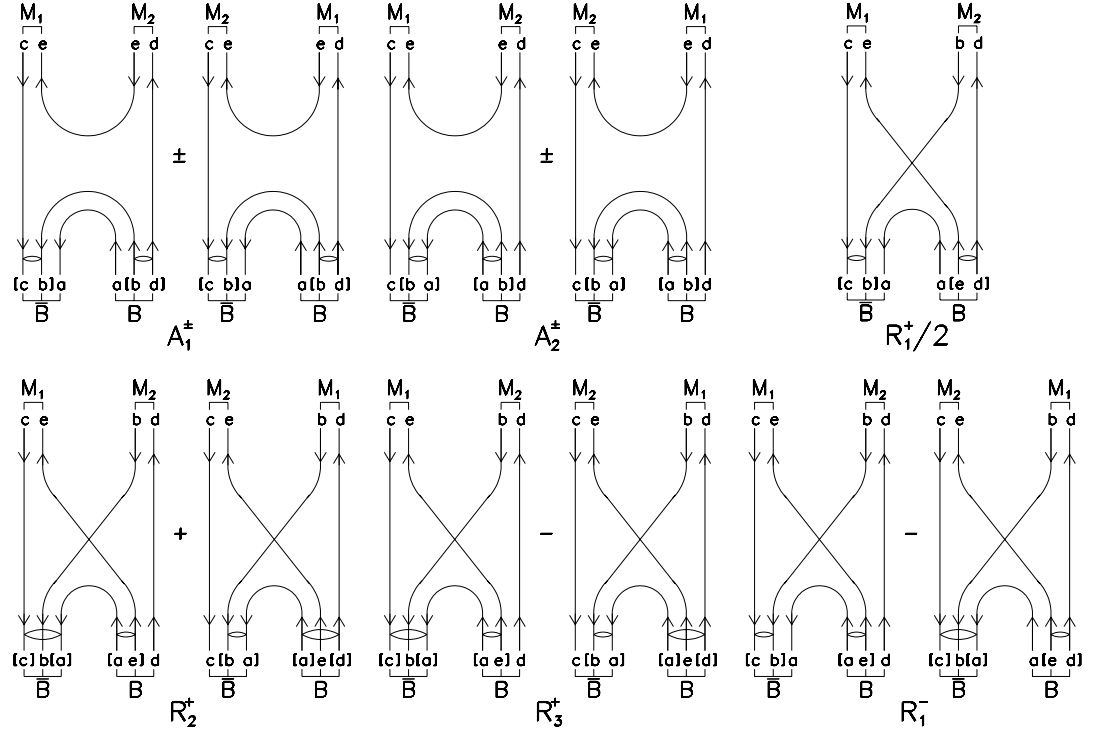 M₁ M₂ M₂ M₁ M₁ M₂ M₂ M₁ M₁ M₂
c e e d c e e d c e e d c e e d c e b d
± ±
[c b]a a[b d] [c b]a a[b d] c[b a] [a b]d c[b a] [a b]d [c b]a a[e d]
B̅ B B̅ B B̅ B B̅ B B̅ B
A₁± A₂± R₁⁺/2
M₁ M₂ M₂ M₁ M₁ M₂ M₂ M₁ M₁ M₂ M₂ M₁
c e b d c e b d c e b d c e b d c e b d c e b d
+ − −
[c]b[a] [a e]d c[b a] [a]e[d] [c]b[a] [a e]d c[b a] [a]e[d] [c b]a [a e]d [c]b[a] a[e d]
B̅ B B̅ B B̅ B B̅ B B̅ B B̅ B
R₂⁺ R₃⁺ R₁⁻